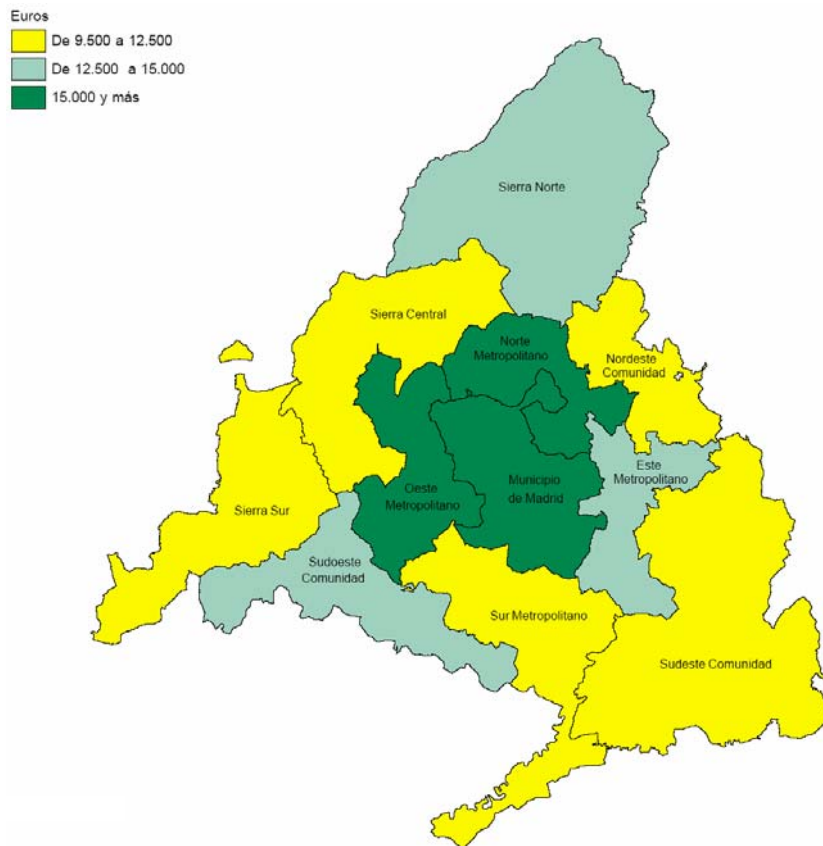 Euros
De 9.500 a 12.500
De 12.500 a 15.000
15.000 y más
Sierra Norte
Sierra Central
Norte
Metropolitano
Nordeste
Comunidad
Este
Metropolitano
Oeste
Metropolitano
Municipio
de Madrid
Sierra Sur
Sudoeste
Comunidad
Sur Metropolitano
Sudeste Comunidad